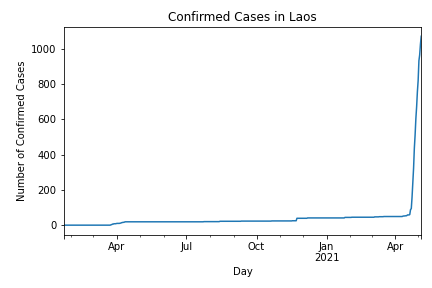 Confirmed Cases in Laos
Number of Confirmed Cases
1000
800
600
400
200
0
Apr
Jul
Oct
Jan
2021
Apr
Day